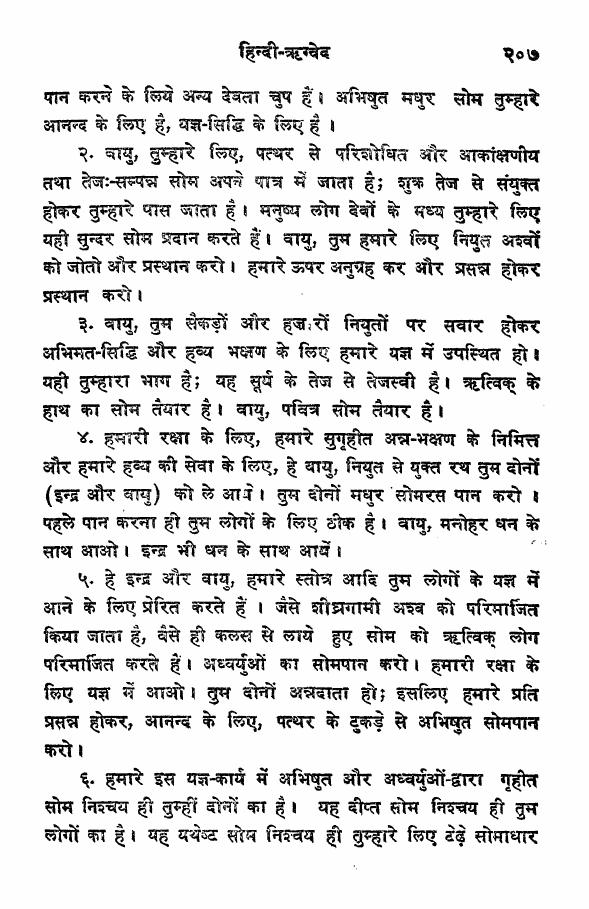 हिन्दी-ऋग्वेद २०७
पान करने के लिये अन्य देवता चुप हैं। अभिषुत मधुर सोम तुम्हारे
आनन्द के लिए है, यज्ञ-सिद्धि के लिए है ।
२. वायु, तुम्हारे लिए, पत्थर से परिशोधित और आकांक्षणीय
तथा तेजः-सम्पन्न सोम अपने पात्र में जाता है; शुक्र तेज से संयुक्त
होकर तुम्हारे पास जाता है। मनुष्य लोग देवों के मध्य तुम्हारे लिए
यही सुन्दर सोम प्रदान करते हैं। वायु, तुम हमारे लिए नियुत अश्वों
को जोतो और प्रस्थान करो। हमारे ऊपर अनुग्रह कर और प्रसन्न होकर
प्रस्थान करो।
३. वायु, तुम सैकड़ों और हजारों नियुतों पर सवार होकर
अभिमत-सिद्धि और हव्य भक्षण के लिए हमारे यज्ञ में उपस्थित हो।
यही तुम्हारा भाग है; यह सूर्य के तेज से तेजस्वी है। ऋत्विक् के
हाथ का सोम तैयार है। वायु, पवित्र सोम तैयार है।
४. हमारी रक्षा के लिए, हमारे सुगृहीत अन्न-भक्षण के निमित्त
और हमारे हव्य की सेवा के लिए, हे वायु, नियुत से युक्त रथ तुम दोनों
(इन्द्र और वायु) को ले आये। तुम दोनों मधुर सोमरस पान करो ।
पहले पान करना ही तुम लोगों के लिए ठीक है। वायु, मनोहर धन के
साथ आओ। इन्द्र भी धन के साथ आयें।
५. हे इन्द्र और वायु, हमारे स्तोत्र आदि तुम लोगों के यज्ञ में
आने के लिए प्रेरित करते हैं । जैसे शीघ्रगामी अश्व को परिमार्जित
किया जाता है, वैसे ही कलस से लाये हुए सोम को ऋत्विक् लोग
परिमार्जित करते हैं। अध्वर्युओं का सोमपान करो। हमारी रक्षा के
लिए यज्ञ में आओ। तुम दोनों अन्नदाता हो; इसलिए हमारे प्रति
प्रसन्न होकर, आनन्द के लिए, पत्थर के टुकड़े से अभिषुत सोमपान
करो।
६. हमारे इस यज्ञ-कार्य में अभिषुत और अध्वर्युओं-द्वारा गृहीत
सोम निश्चय ही तुम्हीं दोनों का है। यह दीप्त सोम निश्चय ही तुम
लोगों का है। यह यथेष्ट सोम निश्चय ही तुम्हारे लिए टेढ़े सोमाधार